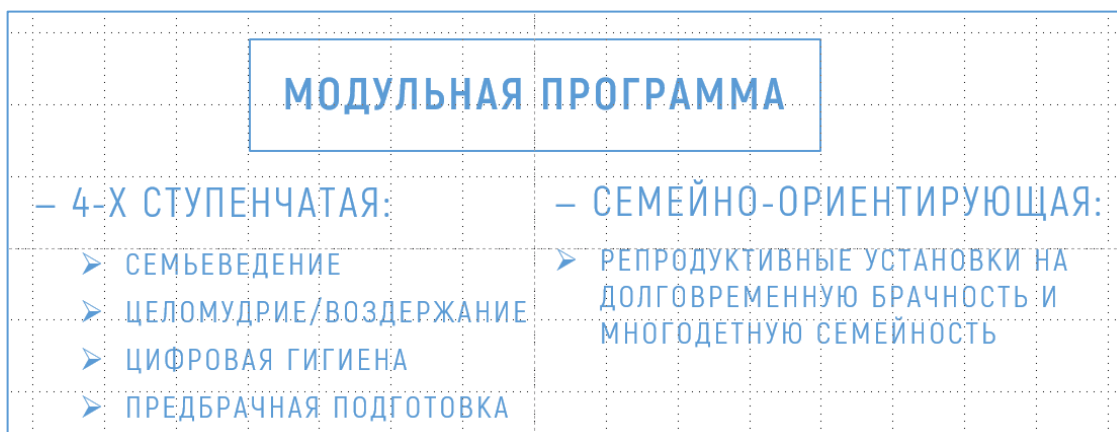 МОДУЛЬНАЯ ПРОГРАММА
– 4-Х СТУПЕНЧАТАЯ:
➢ СЕМЬЕВЕДЕНИЕ
➢ ЦЕЛОМУДРИЕ/ВОЗДЕРЖАНИЕ
➢ ЦИФРОВАЯ ГИГИЕНА
➢ ПРЕДБРАЧНАЯ ПОДГОТОВКА
– СЕМЕЙНО-ОРИЕНТИРУЮЩАЯ:
➢ РЕПРОДУКТИВНЫЕ УСТАНОВКИ НА
ДОЛГОВРЕМЕННУЮ БРАЧНОСТЬ И
МНОГОДЕТНУЮ СЕМЕЙНОСТЬ